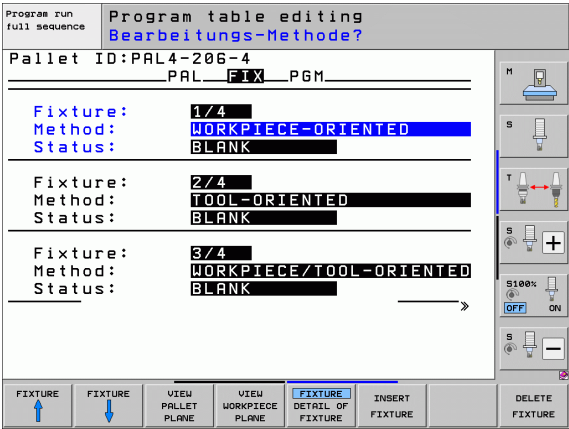 Program run
full sequence
Program table editing
Bearbeitungs-Methode?
Pallet ID:PAL4-206-4
PAL FIX PGM
Fixture: 1/4
Method: WORKPIECE-ORIENTED
Status: BLANK
Fixture: 2/4
Method: TOOL-ORIENTED
Status: BLANK
Fixture: 3/4
Method: WORKPIECE/TOOL-ORIENTED
Status: BLANK
»
M
S
T
S
+
S100%
OFF ON
S
–
FIXTURE
FIXTURE
VIEW
PALLET
PLANE
VIEW
WORKPIECE
PLANE
FIXTURE
DETAIL OF
FIXTURE
INSERT
FIXTURE
DELETE
FIXTURE